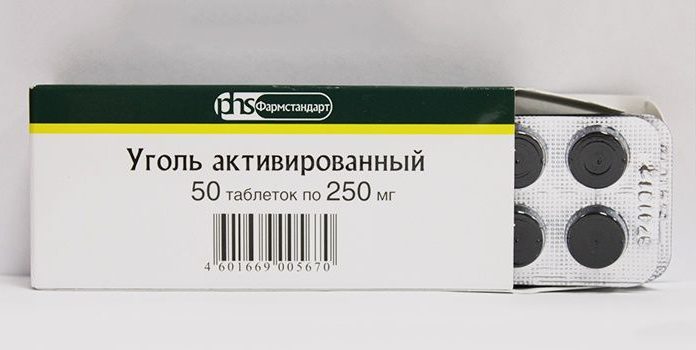 phs Фармстандарт
Уголь активированный
50 таблеток по 250 мг
4 601669 005670